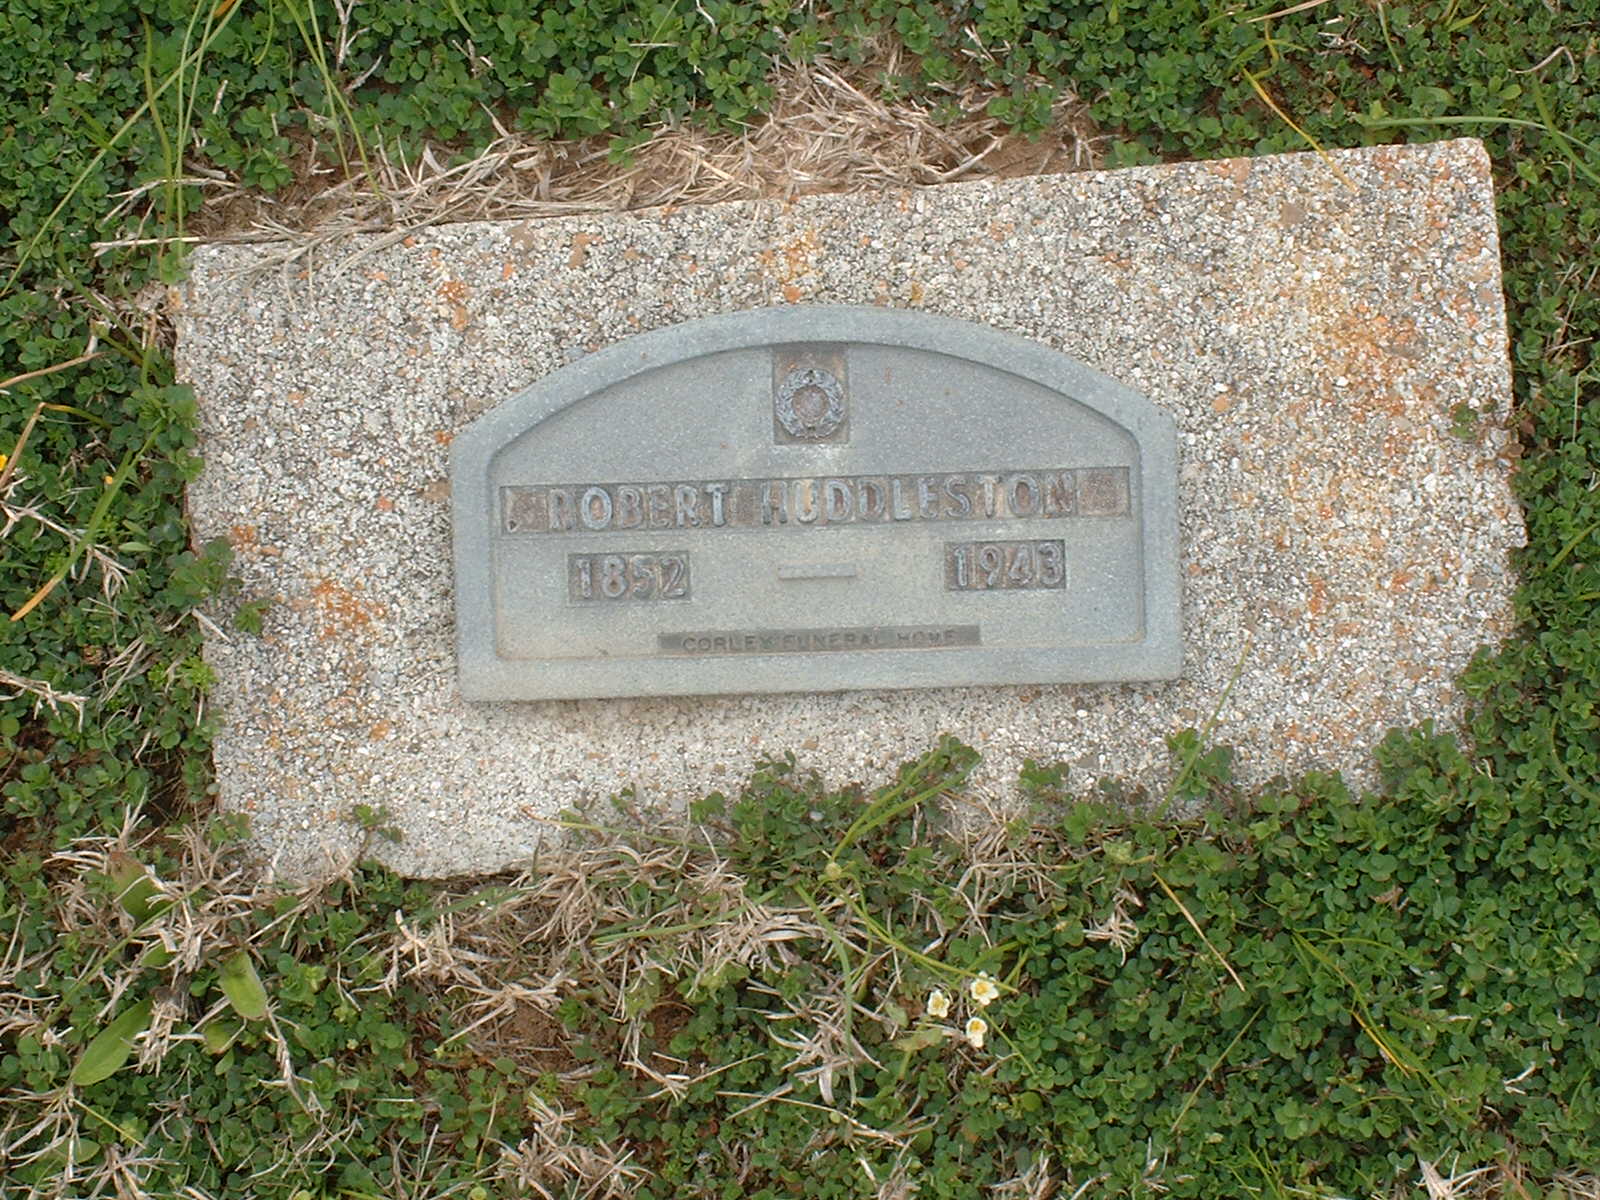 ROBERT HUDDLESTON
1852 — 1943
CORLEY FUNERAL HOME